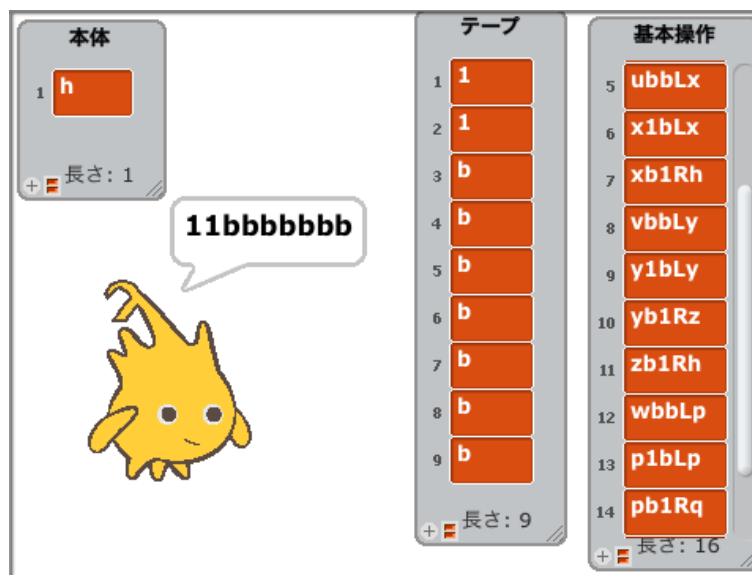 本体
1 h
長さ: 1
11bbbbbbb
テープ
1 1
2 1
3 b
4 b
5 b
6 b
7 b
8 b
9 b
長さ: 9
基本操作
5 ubbLx
6 x1bLx
7 xb1Rh
8 vbbLy
9 y1bLy
10 yb1Rz
11 zb1Rh
12 wbbLp
13 p1bLp
14 pb1Rq
長さ: 16